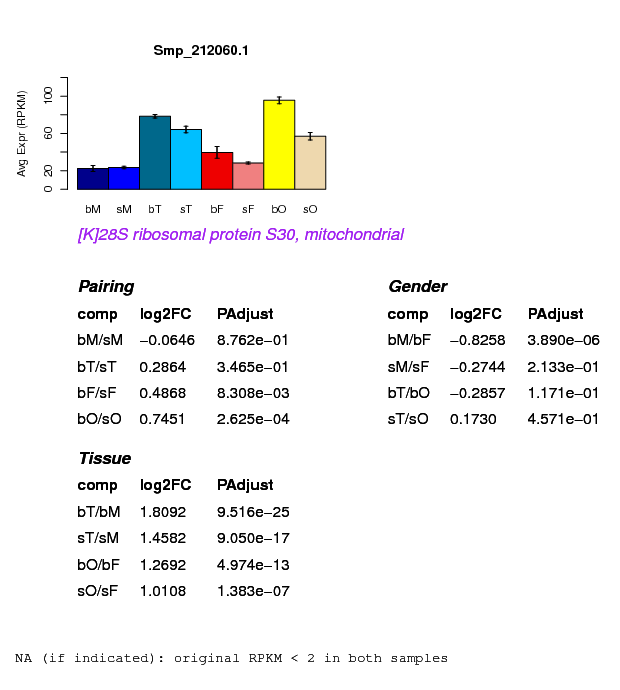 Smp_212060.1
Avg Expr (RPKM)
100
60
20
0
bM sM bT sT bF sF bO sO
[K]28S ribosomal protein S30, mitochondrial
Pairing
comp log2FC PAdjust
bM/sM −0.0646 8.762e−01
bT/sT 0.2864 3.465e−01
bF/sF 0.4868 8.308e−03
bO/sO 0.7451 2.625e−04
Gender
comp log2FC PAdjust
bM/bF −0.8258 3.890e−06
sM/sF −0.2744 2.133e−01
bT/bO −0.2857 1.171e−01
sT/sO 0.1730 4.571e−01
Tissue
comp log2FC PAdjust
bT/bM 1.8092 9.516e−25
sT/sM 1.4582 9.050e−17
bO/bF 1.2692 4.974e−13
sO/sF 1.0108 1.383e−07
NA (if indicated): original RPKM < 2 in both samples